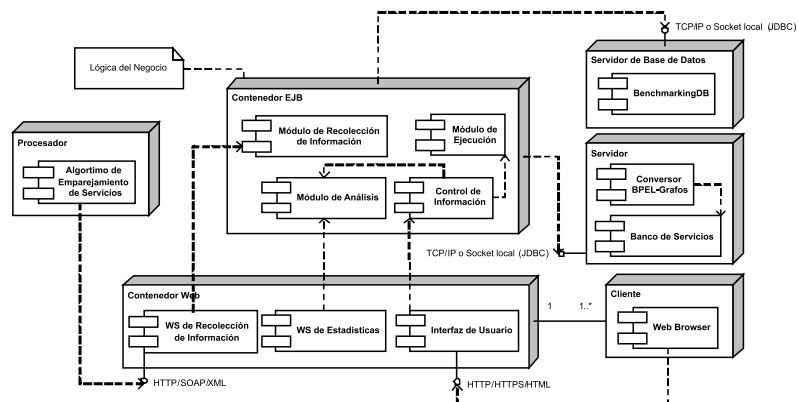 TCP/IP o Socket local (JDBC)
Lógica del Negocio
Servidor de Base de Datos
BenchmarkingDB
Contenedor EJB
Módulo de Recolección
de Información
Módulo de
Ejecución
Procesador
Algortimo de
Emparejamiento
de Servicios
Servidor
Conversor
BPEL-Grafos
Módulo de Análisis
Control de
Información
Banco de Servicios
TCP/IP o Socket local (JDBC)
Contenedor Web
WS de Recolección
de Información
WS de Estadisticas
Interfaz de Usuario
1
1..*
Cliente
Web Browser
HTTP/SOAP/XML
HTTP/HTTPS/HTML